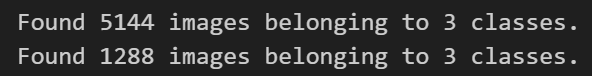 Found 5144 images belonging to 3 classes.
Found 1288 images belonging to 3 classes.